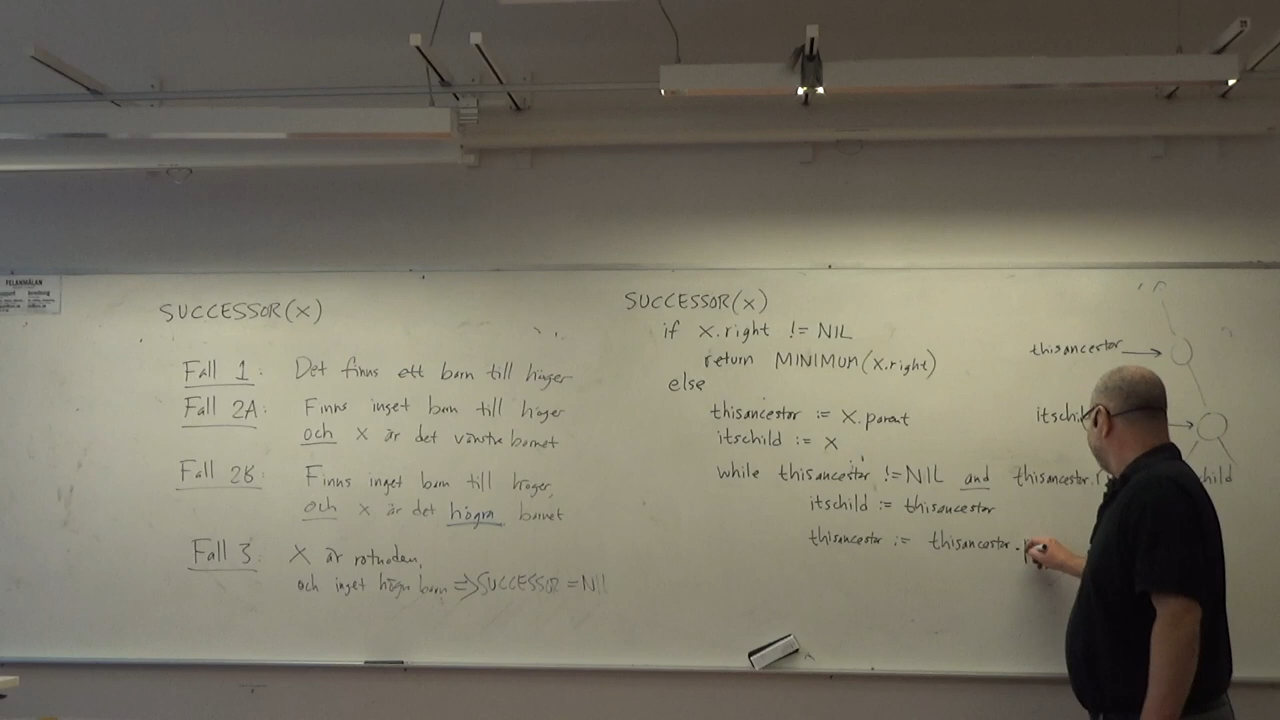 FELANMÄLAN
SUCCESSOR(x)
Fall 1: Det finns ett barn till höger
Fall 2A: Finns inget barn till höger
och x är det vänstra barnet
Fall 2B: Finns inget barn till höger,
och x är det högra barnet
Fall 3: X är rotnoden,
och inget högra barn => SUCCESSOR = NIL
SUCCESSOR(x)
if x.right != NIL
return MINIMUM(x.right)
else
thisancestor := x.parent
itschild := x
while thisancestor != NIL and thisancestor.
itschild := thisancestor
thisancestor := thisancestor.p
thisancestor
itschild